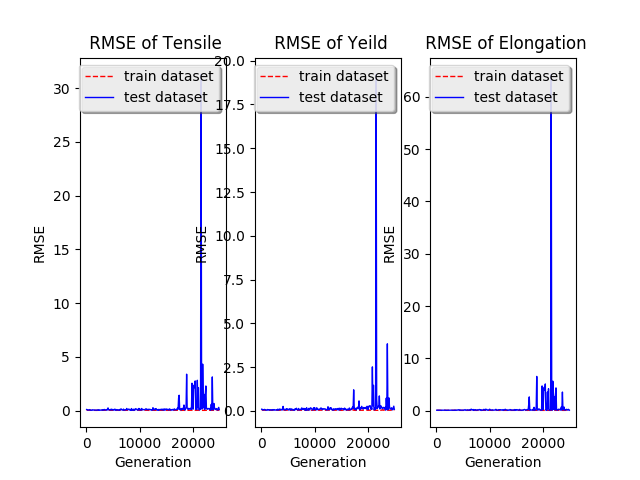 RMSE of Tensile
RMSE
30
25
20
15
10
5
0
train dataset
test dataset
0
10000
20000
Generation
RMSE of Yeild
RMSE
20.0
17.5
15.0
12.5
10.0
7.5
5.0
2.5
0.0
train dataset
test dataset
0
10000
20000
Generation
RMSE of Elongation
RMSE
60
50
40
30
20
10
0
train dataset
test dataset
0
10000
20000
Generation